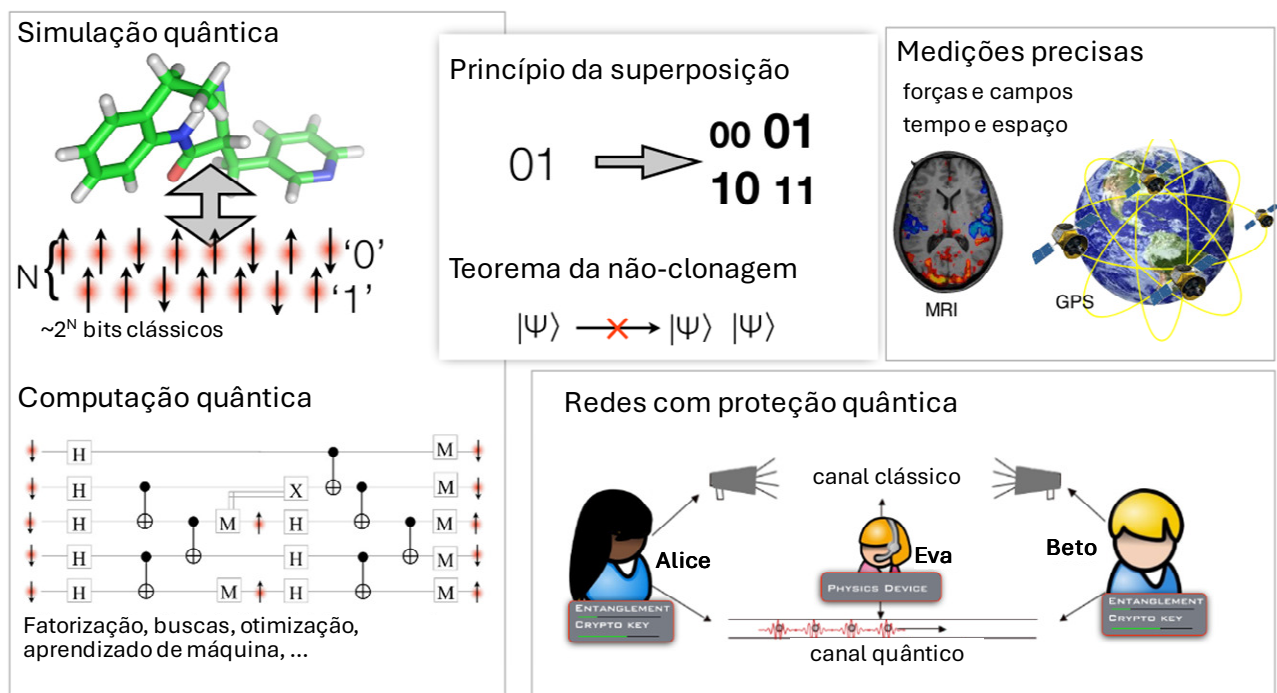 Simulação quântica
N
'0'
'1'
~2ᴺ bits clássicos
Computação quântica
H
M
H
X
M
H
M
H
M
H
H
M
H
M
H
M
Fatorização, buscas, otimização,
aprendizado de máquina, ...
Princípio da superposição
01
00 01
10 11
Teorema da não-clonagem
|Ψ⟩ |Ψ⟩ |Ψ⟩
Medições precisas
forças e campos
tempo e espaço
MRI
GPS
Redes com proteção quântica
canal clássico
Alice
Eva
Beto
Physics Device
Entanglement
Crypto key
Entanglement
Crypto key
canal quântico